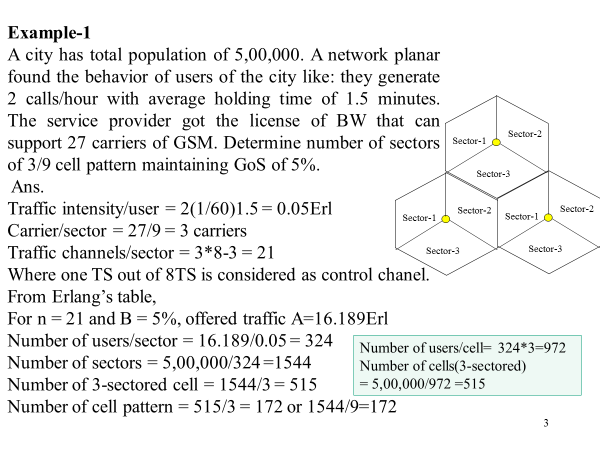 Example-1
A city has total population of 5,00,000. A network planar
found the behavior of users of the city like: they generate
2 calls/hour with average holding time of 1.5 minutes.
The service provider got the license of BW that can
support 27 carriers of GSM. Determine number of sectors
of 3/9 cell pattern maintaining GoS of 5%.
Ans.
Traffic intensity/user = 2(1/60)1.5 = 0.05Erl
Carrier/sector = 27/9 = 3 carriers
Traffic channels/sector = 3*8-3 = 21
Where one TS out of 8TS is considered as control chanel.
From Erlang's table,
For n = 21 and B = 5%, offered traffic A=16.189Erl
Number of users/sector = 16.189/0.05 = 324
Number of sectors = 5,00,000/324 =1544
Number of 3-sectored cell = 1544/3 = 515
Number of cell pattern = 515/3 = 172 or 1544/9=172
Sector-1
Sector-2
Sector-3
Sector-1
Sector-2
Sector-3
Sector-1
Sector-2
Sector-3
Number of users/cell= 324*3=972
Number of cells(3-sectored)
= 5,00,000/972 =515
3